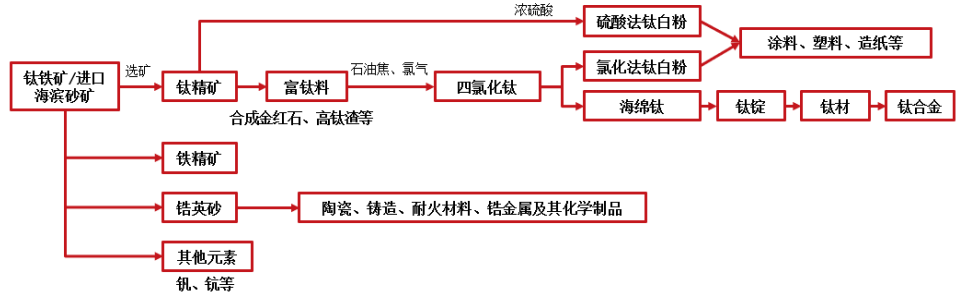 浓硫酸
硫酸法钛白粉
涂料、塑料、造纸等
钛铁矿/进口
海滨砂矿
选矿
钛精矿
富钛料
石油焦、氯气
四氯化钛
氯化法钛白粉
合成金红石、高钛渣等
海绵钛
钛锭
钛材
钛合金
铁精矿
锆英砂
陶瓷、铸造、耐火材料、锆金属及其化学制品
其他元素
钒、钪等